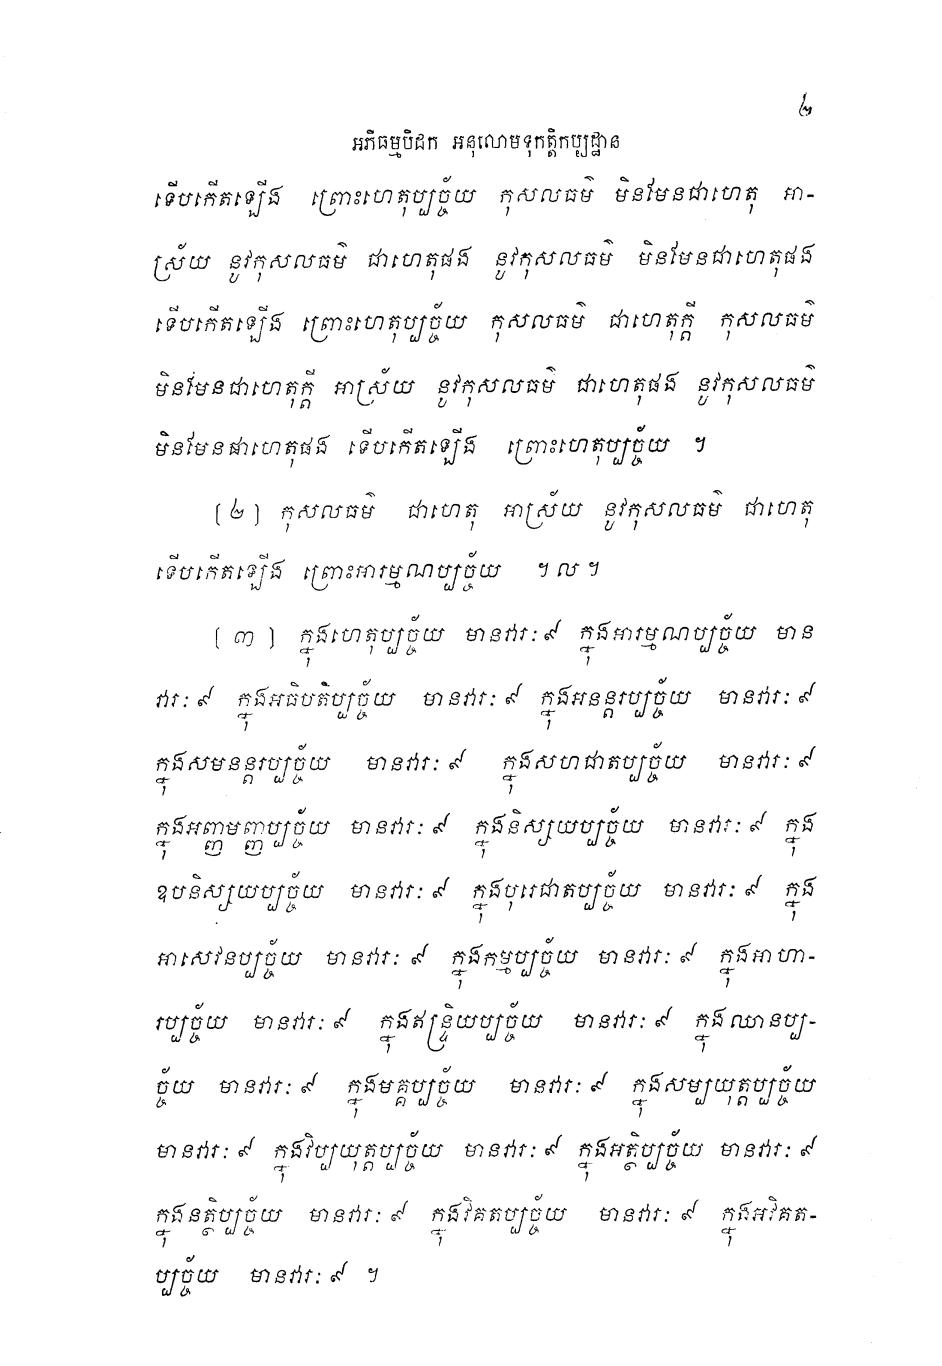 ២
អភិធម្មបិដក អនុលោមទុកត្តិកប្បដ្ឋាន
ទើបកើតឡើង ព្រោះហេតុប្បច្ច័យ កុសលធម៌ មិនមែនជាហេតុ អា-
ស្រ័យ នូវកុសលធម៌ ជាហេតុផង នូវកុសលធម៌ មិនមែនជាហេតុផង
ទើបកើតឡើង ព្រោះហេតុប្បច្ច័យ កុសលធម៌ ជាហេតុក្តី កុសលធម៌
មិនមែនជាហេតុក្តី អាស្រ័យ នូវកុសលធម៌ ជាហេតុផង នូវកុសលធម៌
មិនមែនជាហេតុផង ទើបកើតឡើង ព្រោះហេតុប្បច្ច័យ ។
[២] កុសលធម៌ ជាហេតុ អាស្រ័យ នូវកុសលធម៌ ជាហេតុ
ទើបកើតឡើង ព្រោះអារម្មណប្បច្ច័យ ។ល។
[៣] ក្នុងហេតុប្បច្ច័យ មានវារៈ៩ ក្នុងអារម្មណប្បច្ច័យ មាន
វារៈ៩ ក្នុងអធិបតិប្បច្ច័យ មានវារៈ៩ ក្នុងអនន្តរប្បច្ច័យ មានវារៈ៩
ក្នុងសមនន្តរប្បច្ច័យ មានវារៈ៩ ក្នុងសហជាតប្បច្ច័យ មានវារៈ៩
ក្នុងអញ្ញមញ្ញប្បច្ច័យ មានវារៈ៩ ក្នុងនិស្សយប្បច្ច័យ មានវារៈ៩ ក្នុង
ឧបនិស្សយប្បច្ច័យ មានវារៈ៩ ក្នុងបុរេជាតប្បច្ច័យ មានវារៈ៩ ក្នុង
អាសេវនប្បច្ច័យ មានវារៈ៩ ក្នុងកម្មប្បច្ច័យ មានវារៈ៩ ក្នុងអាហា-
រប្បច្ច័យ មានវារៈ៩ ក្នុងឥន្ទ្រិយប្បច្ច័យ មានវារៈ៩ ក្នុងឈានប្ប-
ច្ច័យ មានវារៈ៩ ក្នុងមគ្គប្បច្ច័យ មានវារៈ៩ ក្នុងសម្បយុត្តប្បច្ច័យ
មានវារៈ៩ ក្នុងវិប្បយុត្តប្បច្ច័យ មានវារៈ៩ ក្នុងអត្ថិប្បច្ច័យ មានវារៈ៩
ក្នុងនត្ថិប្បច្ច័យ មានវារៈ៩ ក្នុងវិគតប្បច្ច័យ មានវារៈ៩ ក្នុងអវិគត-
ប្បច្ច័យ មានវារៈ៩ ។